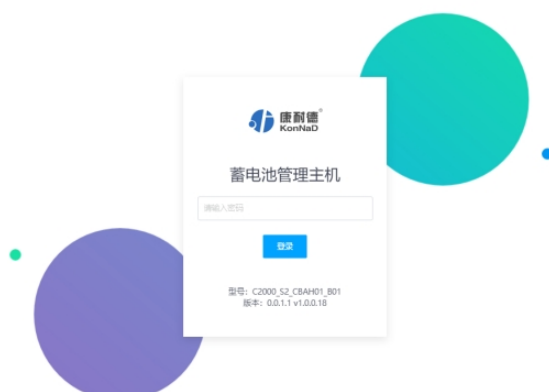 康耐德®
KonNaD
蓄电池管理主机
请输入密码
登录
型号：C2000_S2_CBAH01_B01
版本：0.0.1.1 v1.0.0.18